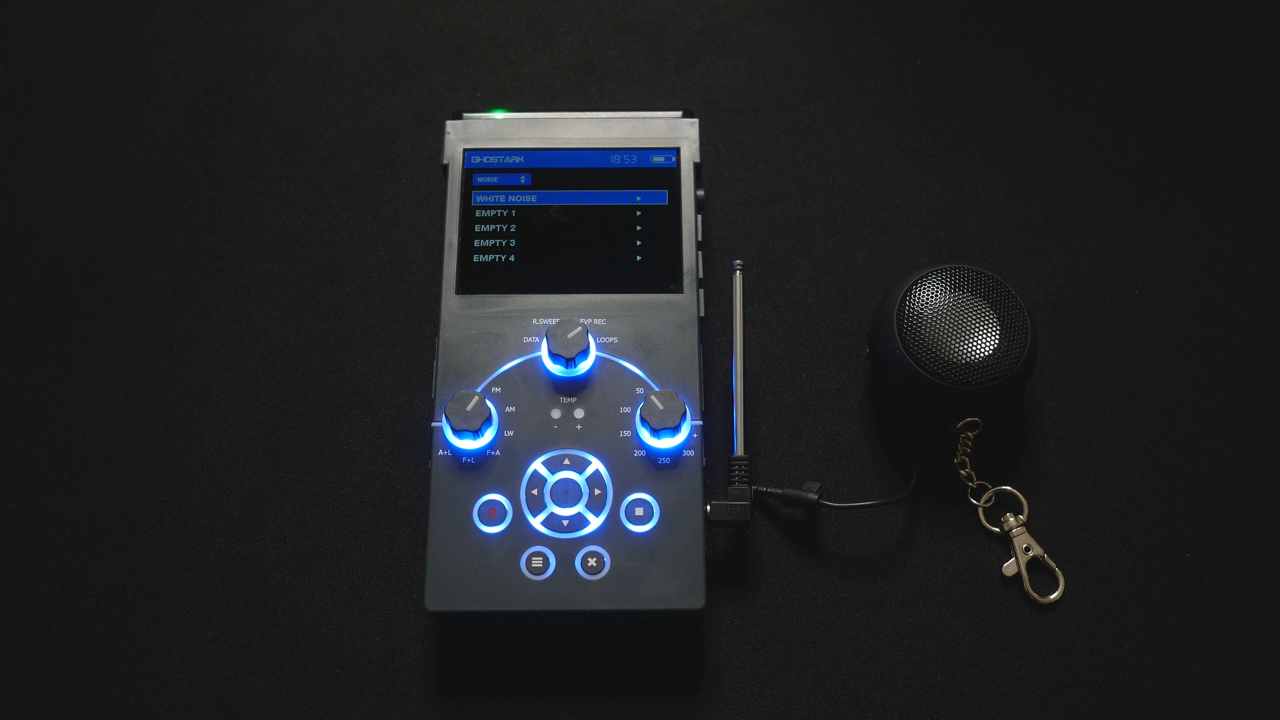 GHOSTARK 18:53
NOISE
WHITE NOISE
EMPTY 1
EMPTY 2
EMPTY 3
EMPTY 4
R.SWEEP EVP REC
DATA LOOPS
FM 50
TEMP
AM 100
- +
LW 150 +
A+L F+L F+A 200 250 300